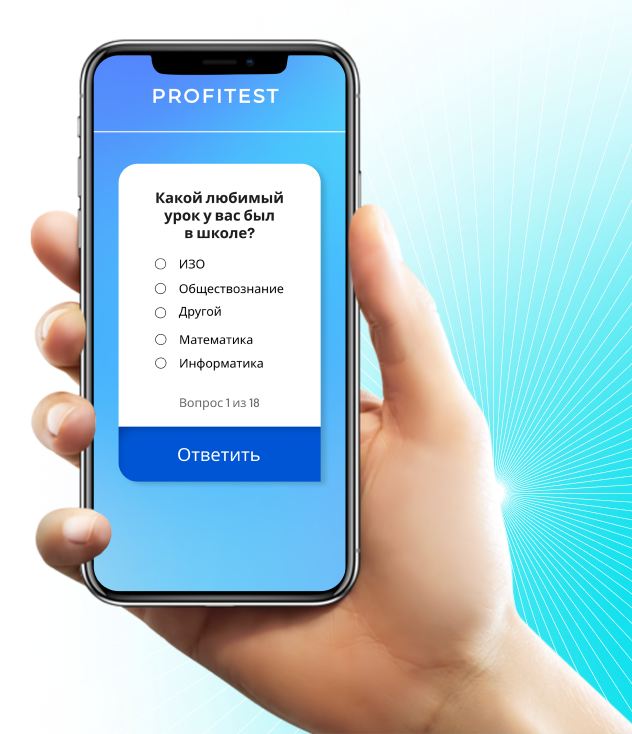 PROFITEST
Какой любимый
урок у вас был
в школе?
ИЗО
Обществознание
Другой
Математика
Информатика
Вопрос 1 из 18
Ответить